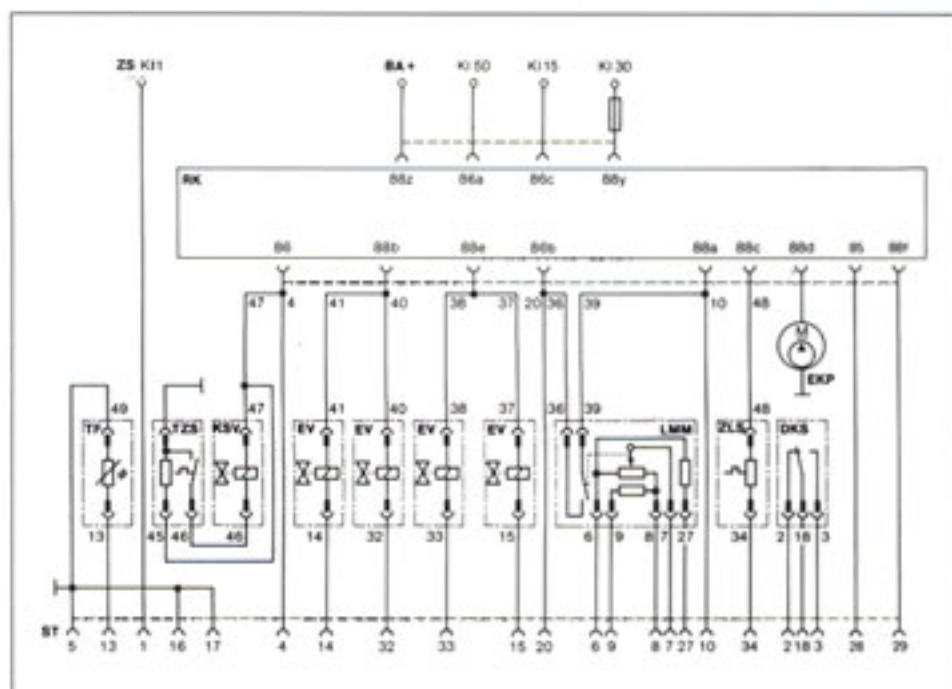 ZS Kl1 BA+ Kl 50 Kl 15 Kl 30
RK 88z 86a 86c 88y
86 88b 88e 86b 88a 88c 88d 85 88f
47 4 41 40 38 37 20 36 39 10 48
M
EKP
49 47 41 40 38 37 36 39 48
TF TZS KSV EV EV EV EV LMM ZLS DKS
13 45 46 46 14 32 33 15 6 9 8 7 27 34 2 18 3
ST
5 13 1 16 17 4 14 32 33 15 20 6 9 8 7 27 10 34 2 18 3 28 29